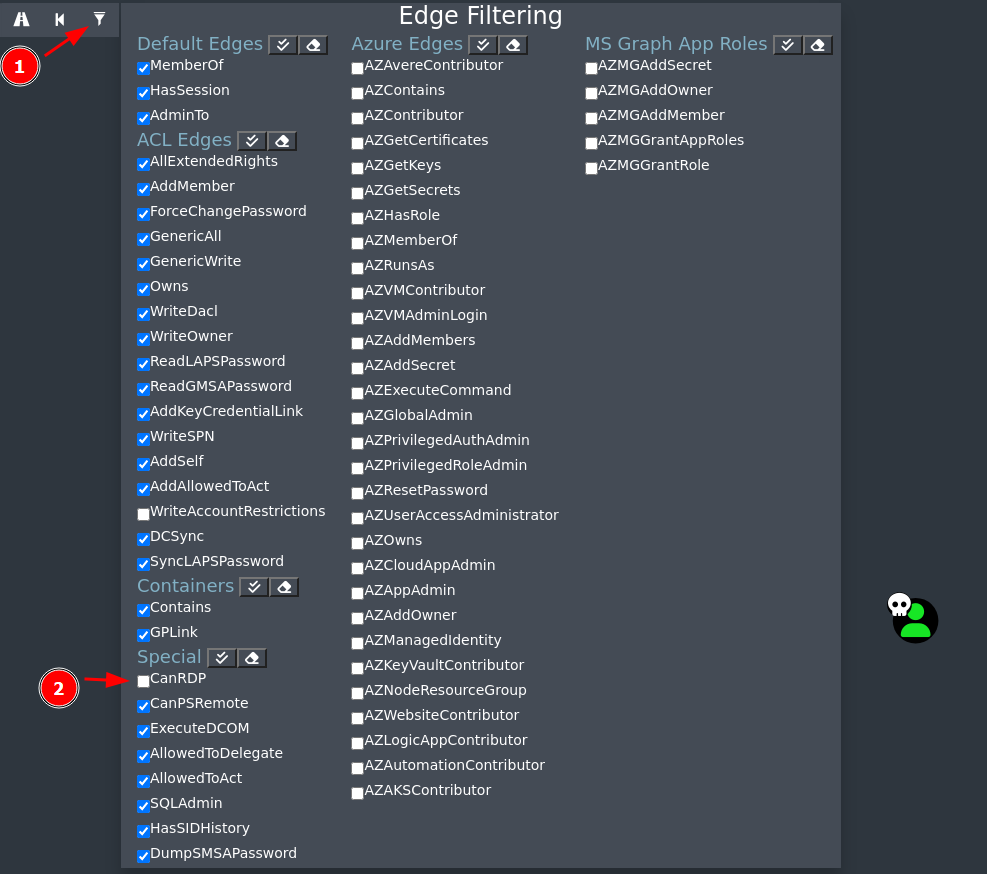 Edge Filtering
1
Default Edges
MemberOf
HasSession
AdminTo
ACL Edges
AllExtendedRights
AddMember
ForceChangePassword
GenericAll
GenericWrite
Owns
WriteDacl
WriteOwner
ReadLAPSPassword
ReadGMSAPassword
AddKeyCredentialLink
WriteSPN
AddSelf
AddAllowedToAct
WriteAccountRestrictions
DCSync
SyncLAPSPassword
Containers
Contains
GPLink
Special
2
CanRDP
CanPSRemote
ExecuteDCOM
AllowedToDelegate
AllowedToAct
SQLAdmin
HasSIDHistory
DumpSMSAPassword
Azure Edges
AZAvereContributor
AZContains
AZContributor
AZGetCertificates
AZGetKeys
AZGetSecrets
AZHasRole
AZMemberOf
AZRunsAs
AZVMContributor
AZVMAdminLogin
AZAddMembers
AZAddSecret
AZExecuteCommand
AZGlobalAdmin
AZPrivilegedAuthAdmin
AZPrivilegedRoleAdmin
AZResetPassword
AZUserAccessAdministrator
AZOwns
AZCloudAppAdmin
AZAppAdmin
AZAddOwner
AZManagedIdentity
AZKeyVaultContributor
AZNodeResourceGroup
AZWebsiteContributor
AZLogicAppContributor
AZAutomationContributor
AZAKSContributor
MS Graph App Roles
AZMGAddSecret
AZMGAddOwner
AZMGAddMember
AZMGGrantAppRoles
AZMGGrantRole